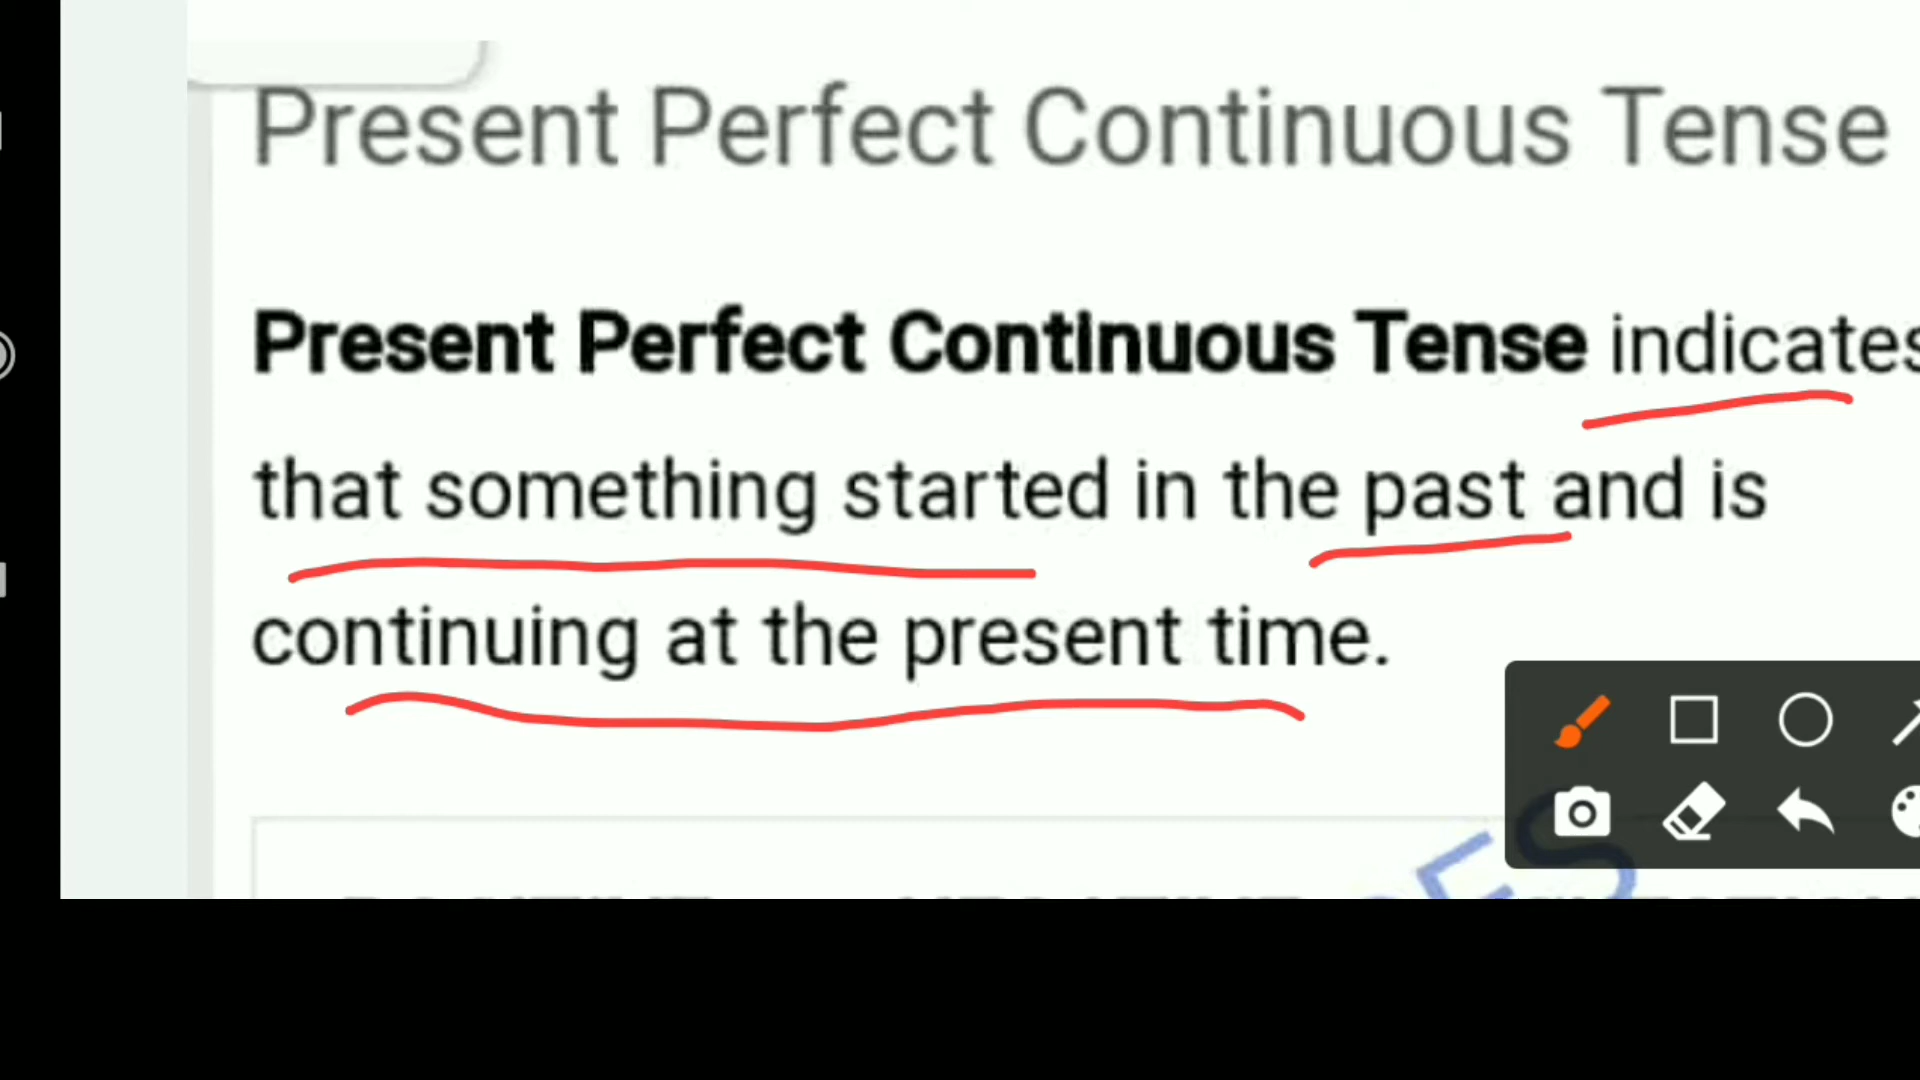 Present Perfect Continuous Tense
Present Perfect Continuous Tense indicates
that something started in the past and is
continuing at the present time.